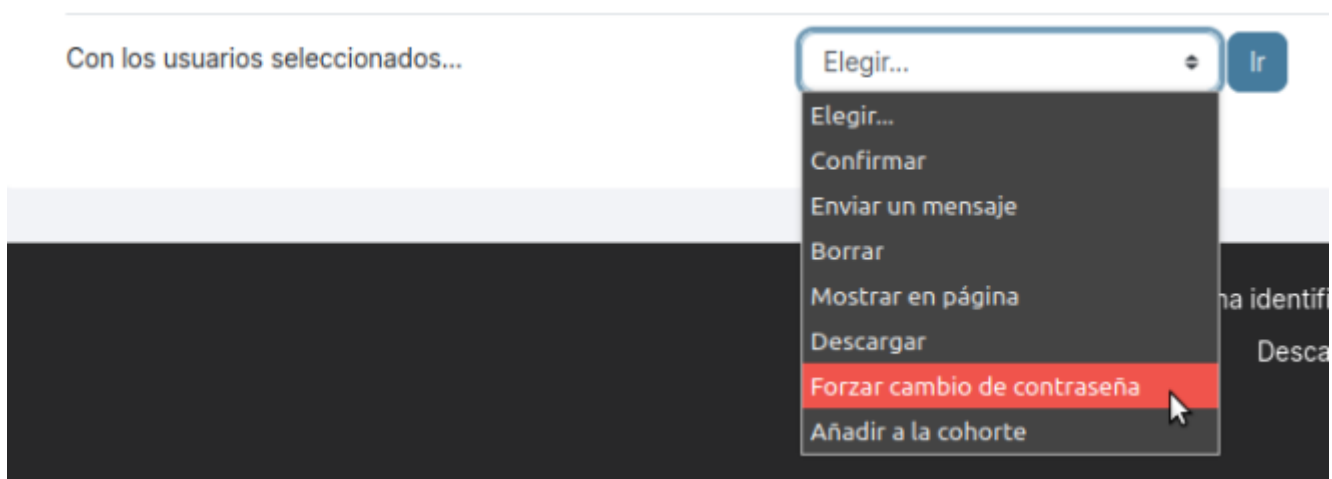 Con los usuarios seleccionados...
Elegir...
Ir
Elegir...
Confirmar
Enviar un mensaje
Borrar
Mostrar en página
Descargar
Forzar cambio de contraseña
Añadir a la cohorte